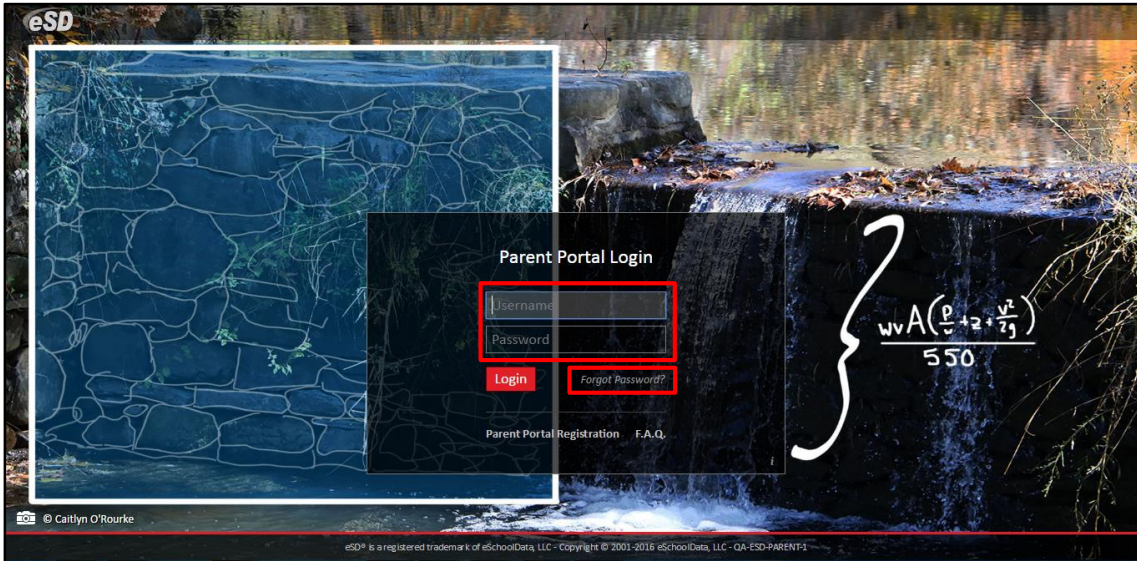 eSD
Parent Portal Login
Username
Password
Login Forgot Password?
Parent Portal Registration F.A.Q.
i
wvA(p/w+z+v²/2g)
550
© Caitlyn O'Rourke
eSD® is a registered trademark of eSchoolData, LLC - Copyright © 2001-2016 eSchoolData, LLC - QA-ESD-PARENT-1